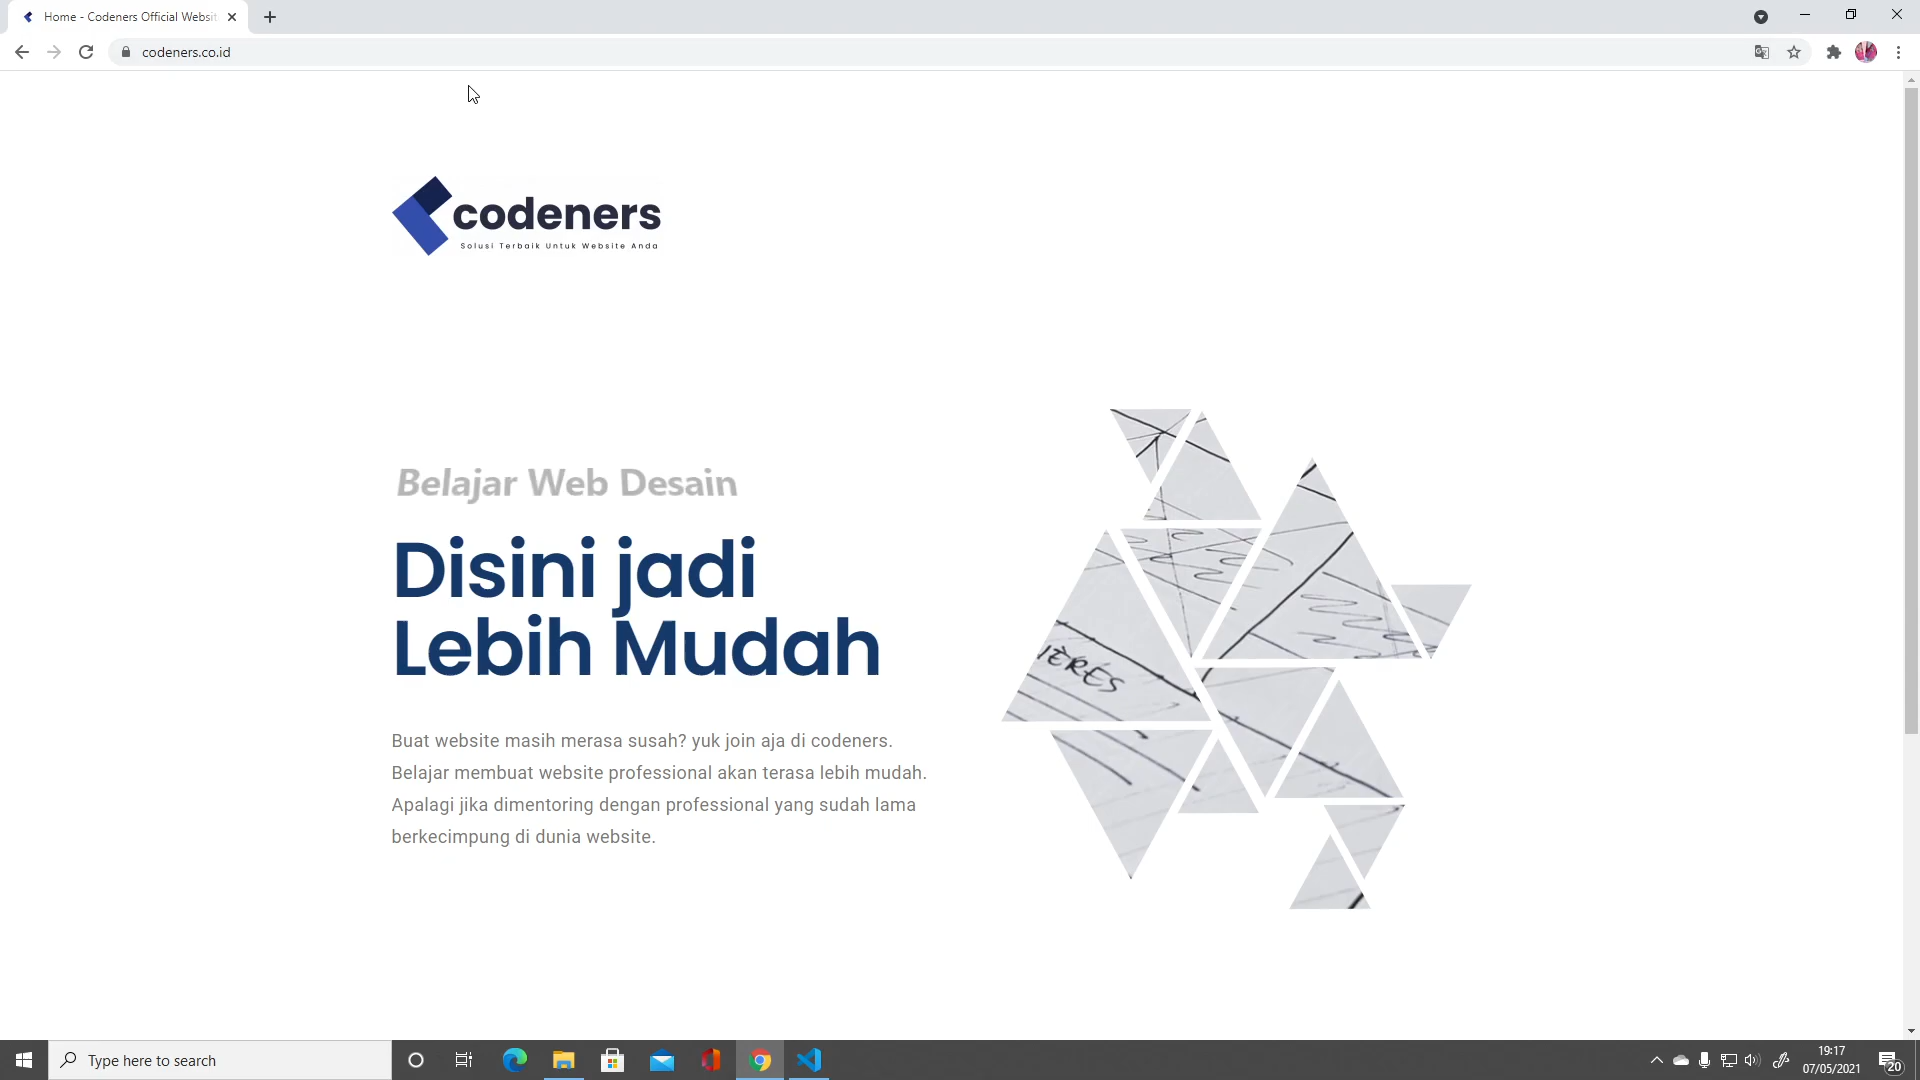 Home - Codeners Official Websit
codeners.co.id
codeners
Solusi Terbaik Untuk Website Anda
Belajar Web Desain
Disini jadi
Lebih Mudah
Buat website masih merasa susah? yuk join aja di codeners.
Belajar membuat website professional akan terasa lebih mudah.
Apalagi jika dimentoring dengan professional yang sudah lama
berkecimpung di dunia website.
Type here to search
19:17
07/05/2021
20